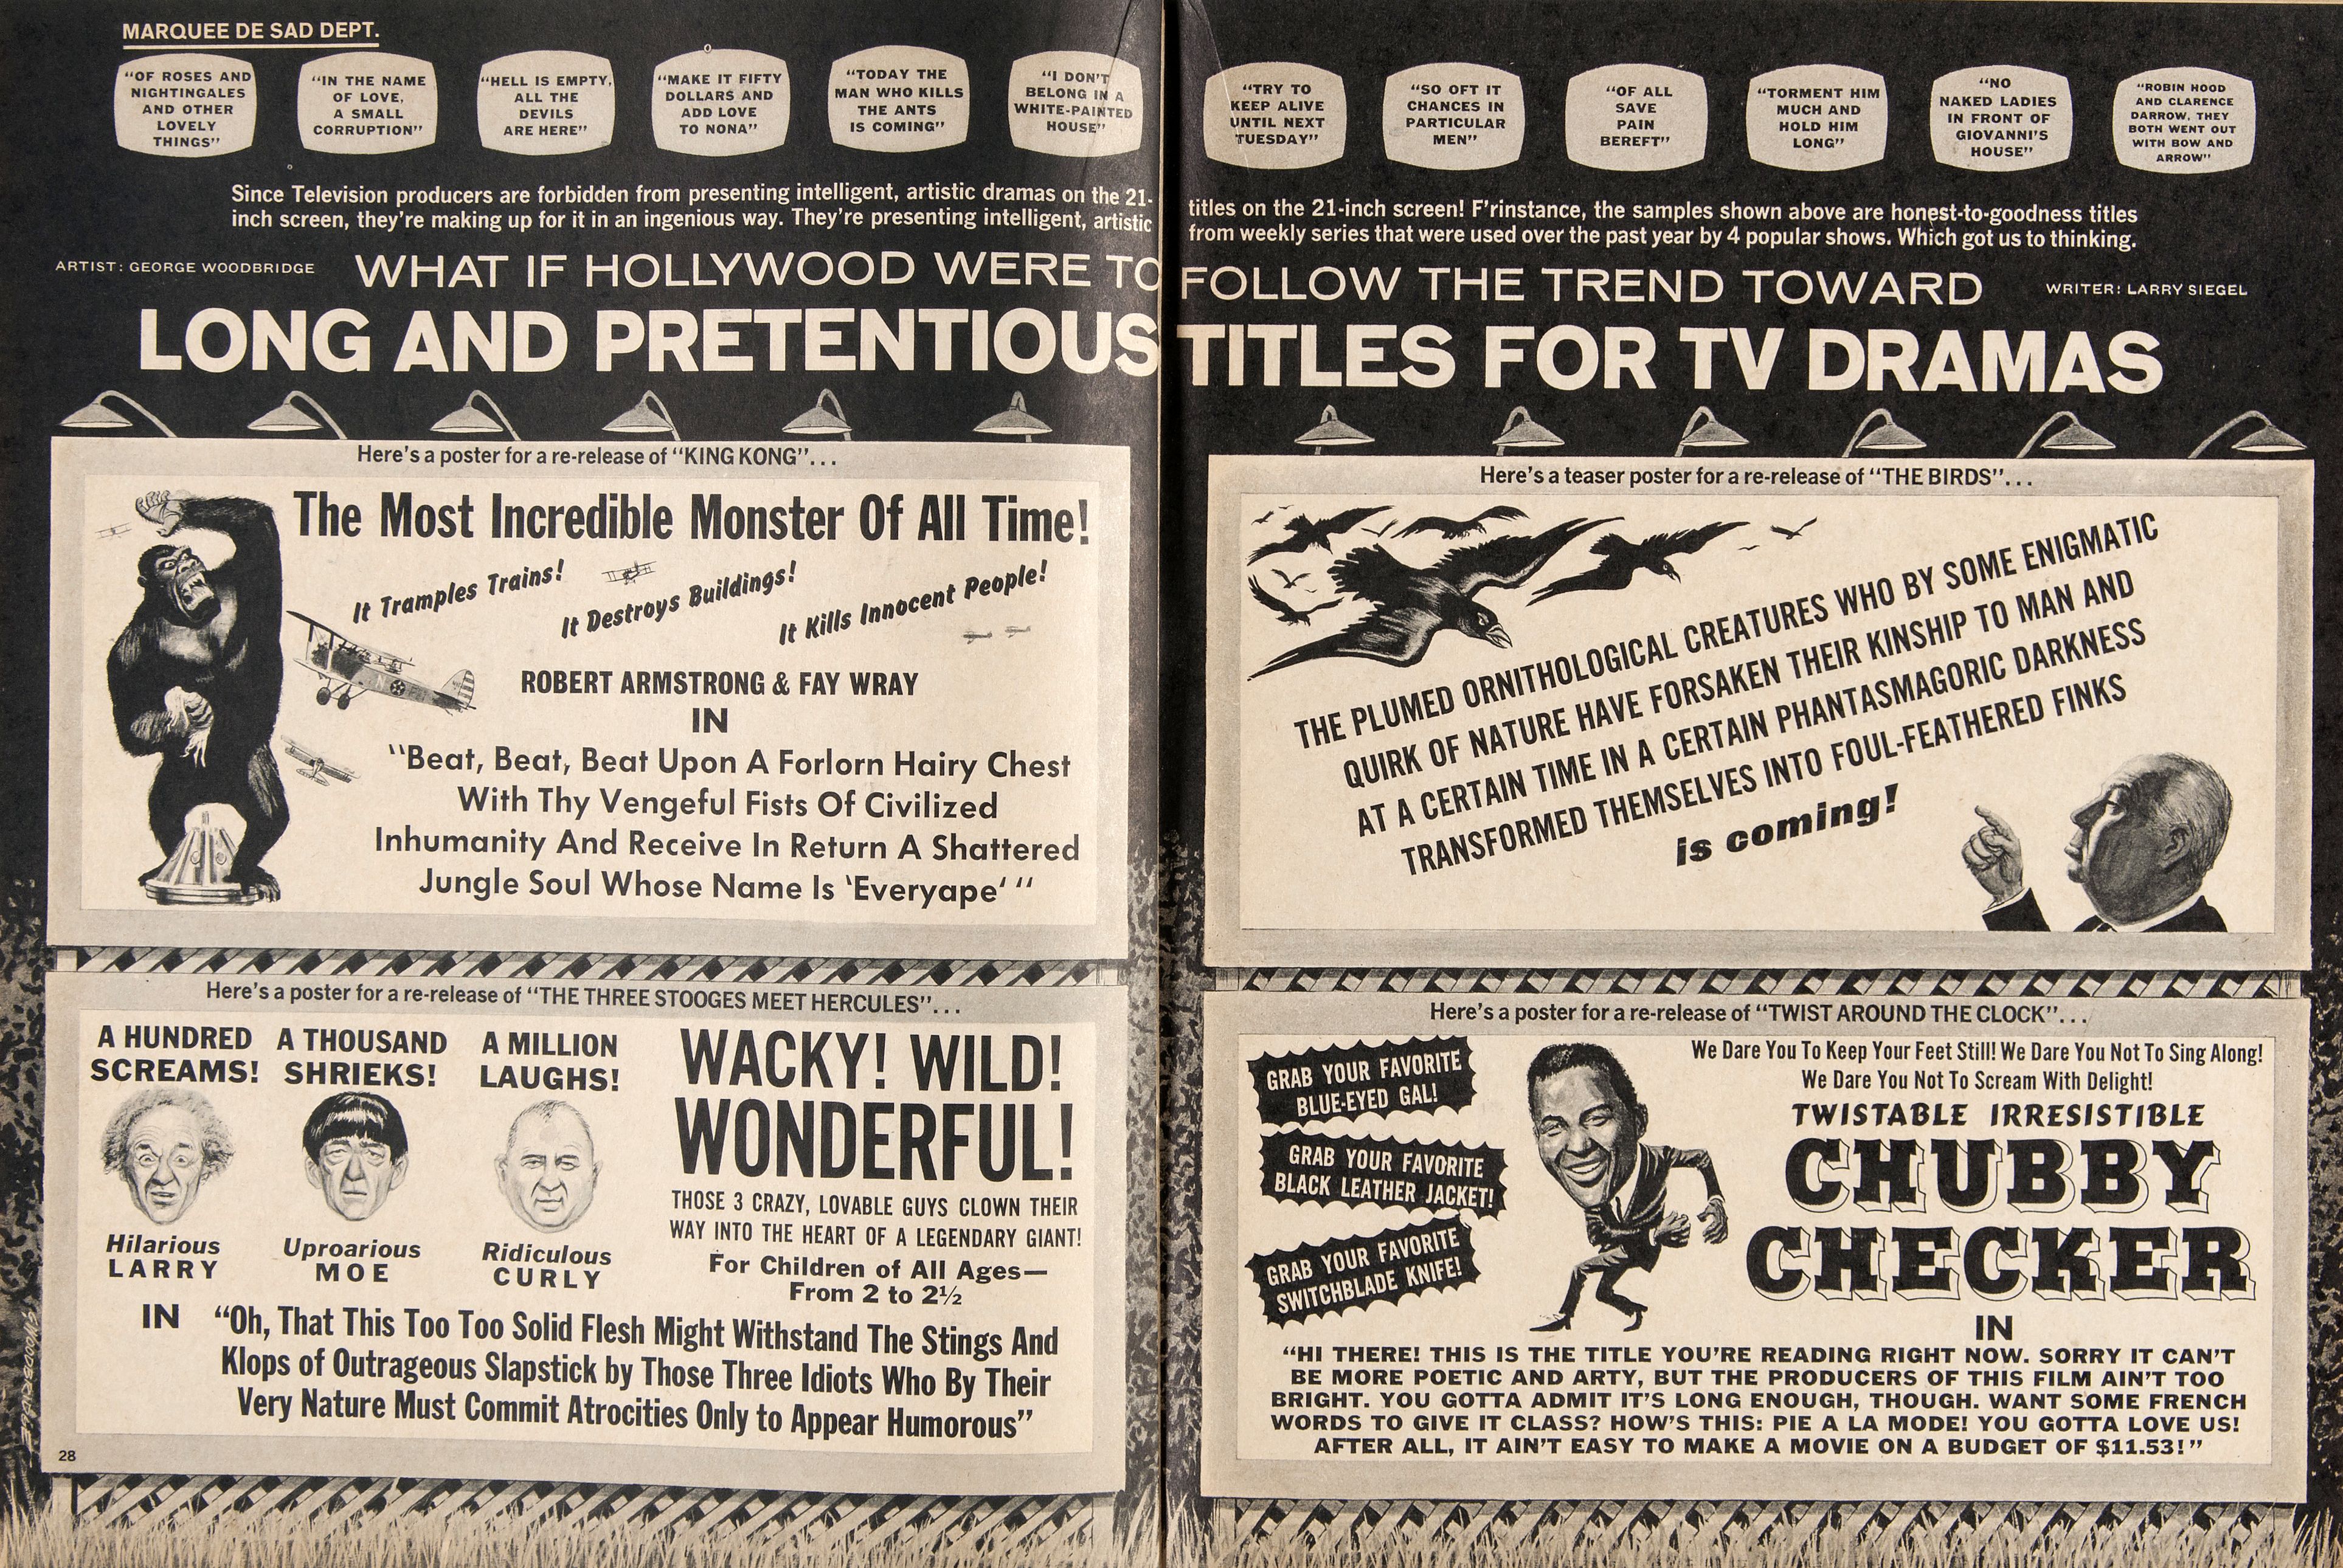 MARQUEE DE SAD DEPT.
“OF ROSES AND
NIGHTINGALES
AND OTHER
LOVELY
THINGS”
“IN THE NAME
OF LOVE,
A SMALL
CORRUPTION”
“HELL IS EMPTY,
ALL THE
DEVILS
ARE HERE”
“MAKE IT FIFTY
DOLLARS AND
ADD LOVE
TO NONA”
“TODAY THE
MAN WHO KILLS
THE ANTS
IS COMING”
“I DON'T
BELONG IN A
WHITE-PAINTED
HOUSE”
“TRY TO
KEEP ALIVE
UNTIL NEXT
TUESDAY”
“SO OFT IT
CHANCES IN
PARTICULAR
MEN”
“OF ALL
SAVE
PAIN
BEREFT”
“TORMENT HIM
MUCH AND
HOLD HIM
LONG”
“NO
NAKED LADIES
IN FRONT OF
GIOVANNI'S
HOUSE”
“ROBIN HOOD
AND CLARENCE
DARROW, THEY
BOTH WENT OUT
WITH BOW AND
ARROW”
Since Television producers are forbidden from presenting intelligent, artistic dramas on the 21-
inch screen, they're making up for it in an ingenious way. They're presenting intelligent, artistic
titles on the 21-inch screen! F'rinstance, the samples shown above are honest-to-goodness titles
from weekly series that were used over the past year by 4 popular shows. Which got us to thinking.
ARTIST: GEORGE WOODBRIDGE
WHAT IF HOLLYWOOD WERE TO FOLLOW THE TREND TOWARD
WRITER: LARRY SIEGEL
LONG AND PRETENTIOUS TITLES FOR TV DRAMAS
Here's a poster for a re-release of “KING KONG”...
The Most Incredible Monster Of All Time!
It Tramples Trains!
It Destroys Buildings!
It Kills Innocent People!
ROBERT ARMSTRONG & FAY WRAY
IN
“Beat, Beat, Beat Upon A Forlorn Hairy Chest
With Thy Vengeful Fists Of Civilized
Inhumanity And Receive In Return A Shattered
Jungle Soul Whose Name Is ‘Everyape’ ”
Here's a teaser poster for a re-release of “THE BIRDS”...
THE PLUMED ORNITHOLOGICAL CREATURES WHO BY SOME ENIGMATIC
QUIRK OF NATURE HAVE FORSAKEN THEIR KINSHIP TO MAN AND
AT A CERTAIN TIME IN A CERTAIN PHANTASMAGORIC DARKNESS
TRANSFORMED THEMSELVES INTO FOUL-FEATHERED FINKS
is coming!
Here's a poster for a re-release of “THE THREE STOOGES MEET HERCULES”...
A HUNDRED
SCREAMS!
A THOUSAND
SHRIEKS!
A MILLION
LAUGHS!
Hilarious
LARRY
Uproarious
MOE
Ridiculous
CURLY
WACKY! WILD!
WONDERFUL!
THOSE 3 CRAZY, LOVABLE GUYS CLOWN THEIR
WAY INTO THE HEART OF A LEGENDARY GIANT!
For Children of All Ages—
From 2 to 2½
IN
“Oh, That This Too Too Solid Flesh Might Withstand The Stings And
Klops of Outrageous Slapstick by Those Three Idiots Who By Their
Very Nature Must Commit Atrocities Only to Appear Humorous”
28
Here's a poster for a re-release of “TWIST AROUND THE CLOCK”...
GRAB YOUR FAVORITE
BLUE-EYED GAL!
GRAB YOUR FAVORITE
BLACK LEATHER JACKET!
GRAB YOUR FAVORITE
SWITCHBLADE KNIFE!
We Dare You To Keep Your Feet Still! We Dare You Not To Sing Along!
We Dare You Not To Scream With Delight!
TWISTABLE IRRESISTIBLE
CHUBBY
CHECKER
IN
“HI THERE! THIS IS THE TITLE YOU'RE READING RIGHT NOW. SORRY IT CAN'T
BE MORE POETIC AND ARTY, BUT THE PRODUCERS OF THIS FILM AIN'T TOO
BRIGHT. YOU GOTTA ADMIT IT'S LONG ENOUGH, THOUGH. WANT SOME FRENCH
WORDS TO GIVE IT CLASS? HOW'S THIS: PIE A LA MODE! YOU GOTTA LOVE US!
AFTER ALL, IT AIN'T EASY TO MAKE A MOVIE ON A BUDGET OF $11.53!”